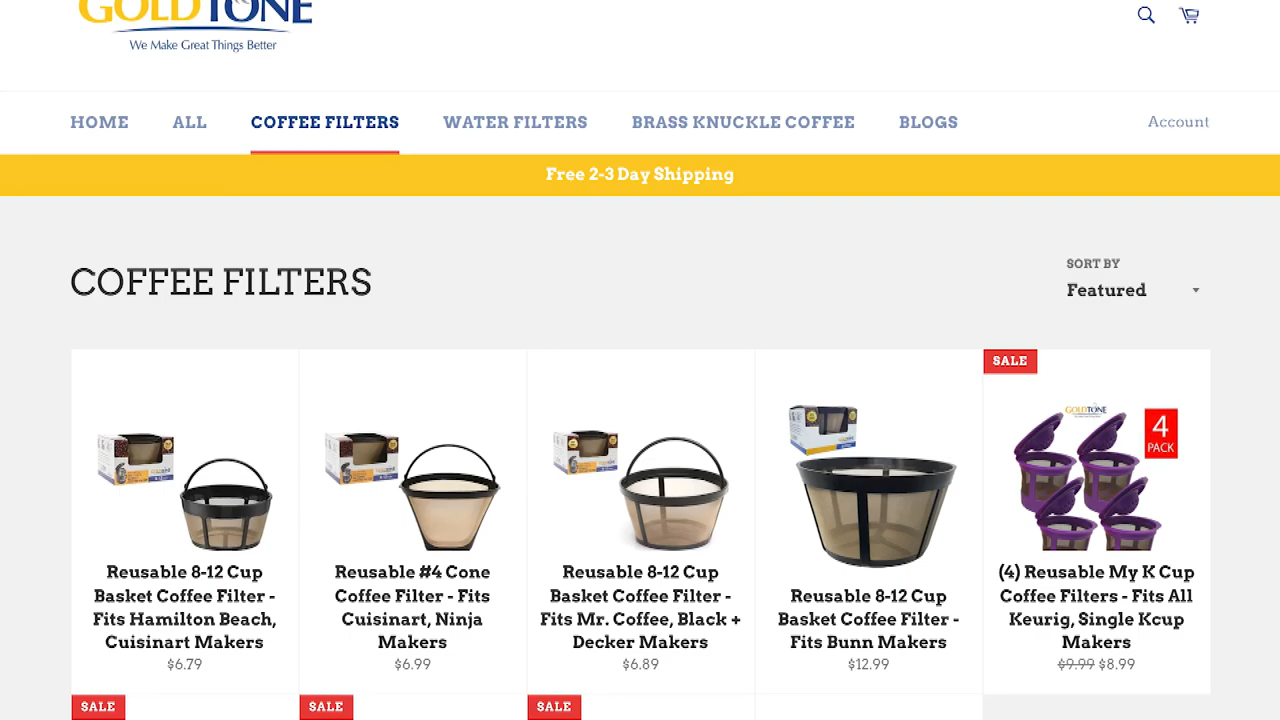 GOLDTONE
We Make Great Things Better
HOME ALL COFFEE FILTERS WATER FILTERS BRASS KNUCKLE COFFEE BLOGS Account
Free 2-3 Day Shipping
COFFEE FILTERS
SORT BY
Featured
SALE
GOLDTONE
4
PACK
Reusable 8-12 Cup
Basket Coffee Filter -
Fits Hamilton Beach,
Cuisinart Makers
$6.79
Reusable #4 Cone
Coffee Filter - Fits
Cuisinart, Ninja
Makers
$6.99
Reusable 8-12 Cup
Basket Coffee Filter -
Fits Mr. Coffee, Black +
Decker Makers
$6.89
Reusable 8-12 Cup
Basket Coffee Filter -
Fits Bunn Makers
$12.99
(4) Reusable My K Cup
Coffee Filters - Fits All
Keurig, Single Kcup
Makers
$9.99 $8.99
SALE
SALE
SALE